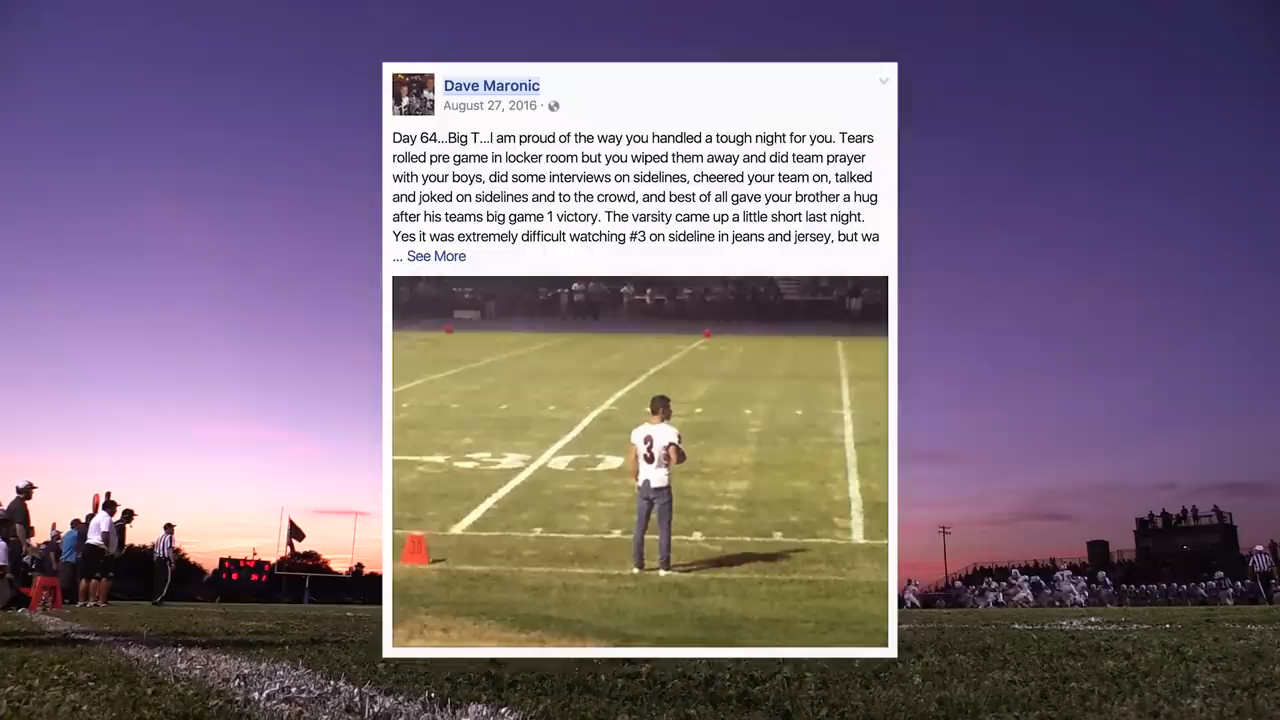 Dave Maronic
August 27, 2016 ·
Day 64...Big T...I am proud of the way you handled a tough night for you. Tears
rolled pre game in locker room but you wiped them away and did team prayer
with your boys, did some interviews on sidelines, cheered your team on, talked
and joked on sidelines and to the crowd, and best of all gave your brother a hug
after his teams big game 1 victory. The varsity came up a little short last night.
Yes it was extremely difficult watching #3 on sideline in jeans and jersey, but wa
... See More
3
30
30